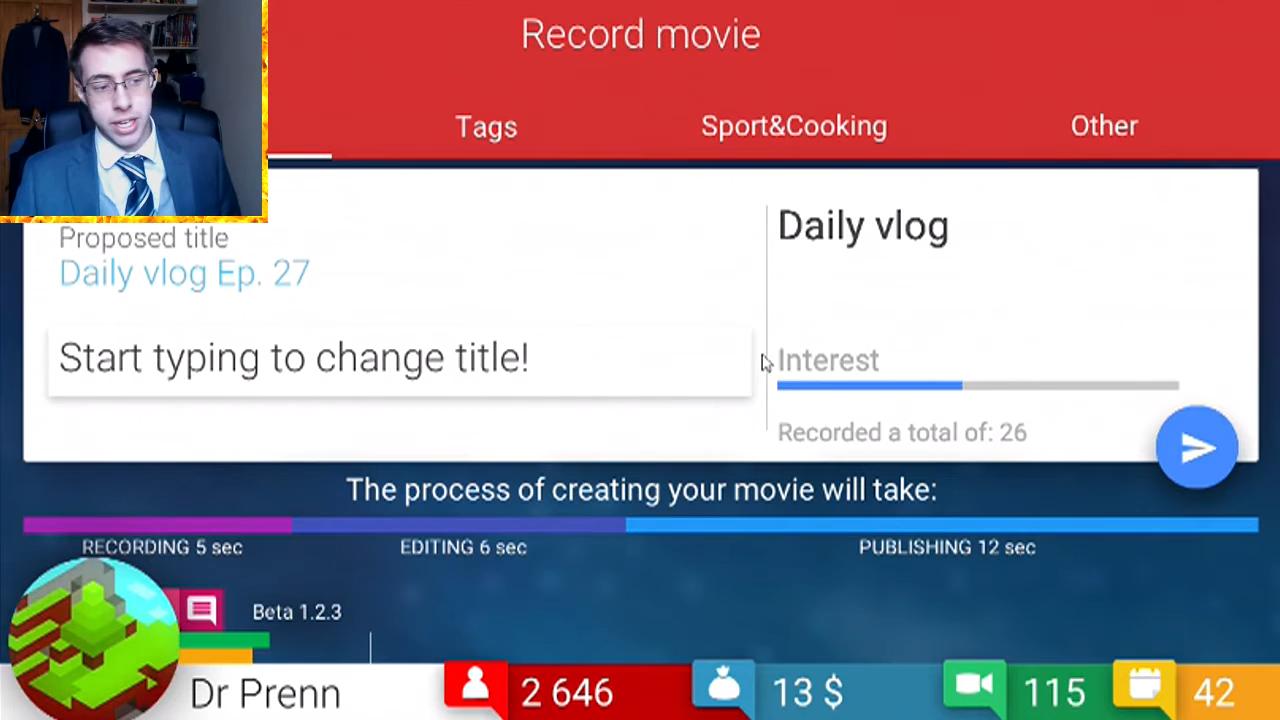 Record movie
Tags
Sport&Cooking
Other
Proposed title
Daily vlog Ep. 27
Start typing to change title!
Daily vlog
Interest
Recorded a total of: 26
The process of creating your movie will take:
RECORDING 5 sec
EDITING 6 sec
PUBLISHING 12 sec
Beta 1.2.3
Dr Prenn
2 646
13 $
115
42